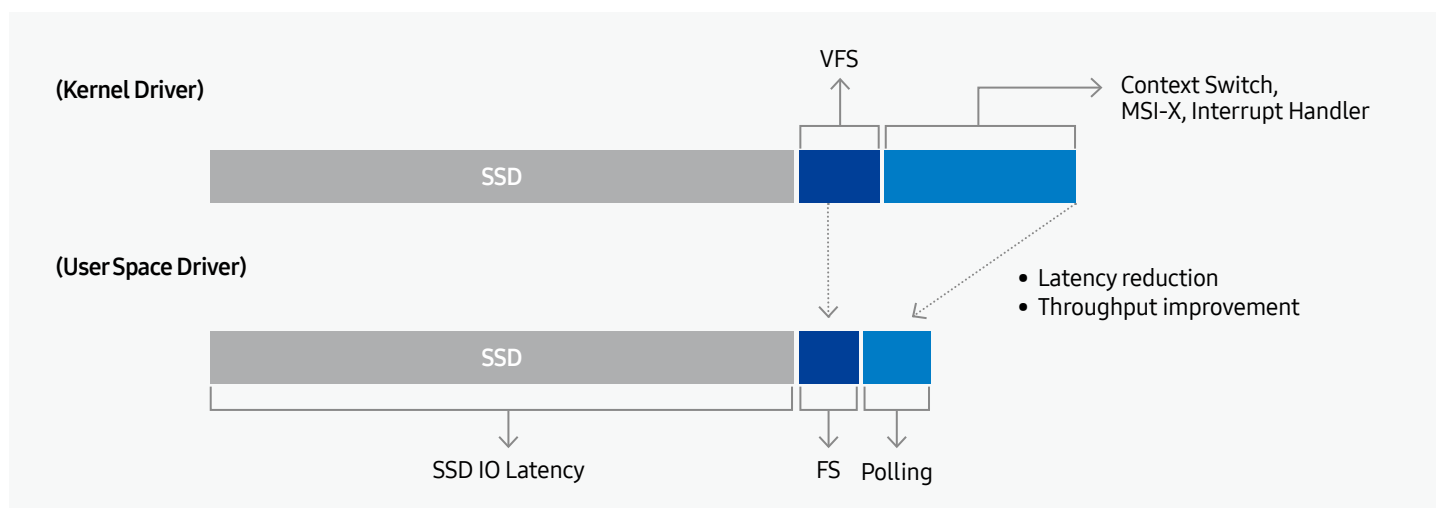 VFS
(Kernel Driver)
Context Switch,
MSI-X, Interrupt Handler
SSD
(User Space Driver)
• Latency reduction
• Throughput improvement
SSD
SSD IO Latency
FS
Polling